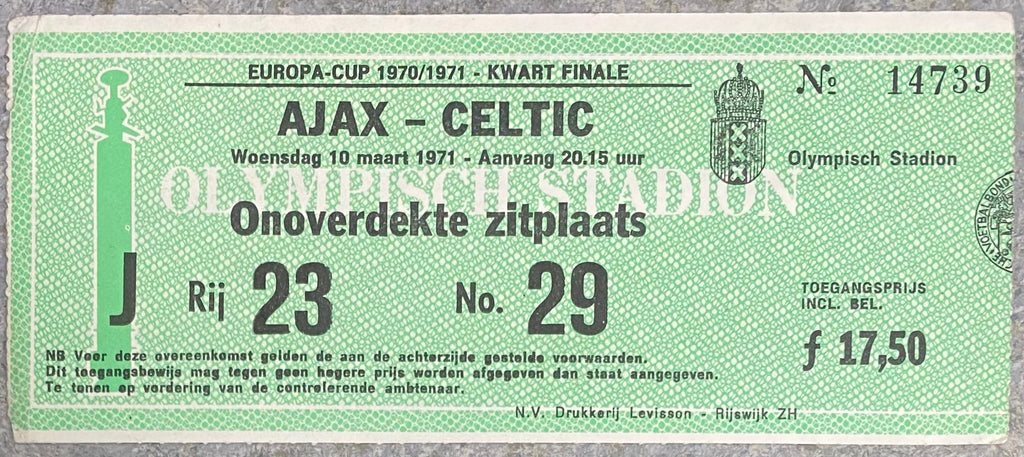 EUROPA-CUP 1970/1971 - KWART FINALE
AJAX - CELTIC
Woensdag 10 maart 1971 - Aanvang 20.15 uur
OLYMPISCH STADION
Onoverdekte zitplaats
J Rij 23 No. 29
Nº 14739
Olympisch Stadion
VOETBALBOND
TOEGANGSPRIJS
INCL. BEL.
ƒ 17,50
NB Voor deze overeenkomst gelden de aan de achterzijde gestelde voorwaarden.
Dit toegangsbewijs mag tegen geen hogere prijs worden afgegeven dan staat aangegeven.
Te tonen op vordering van de controlerende ambtenaar.
N.V. Drukkerij Levisson - Rijswijk ZH